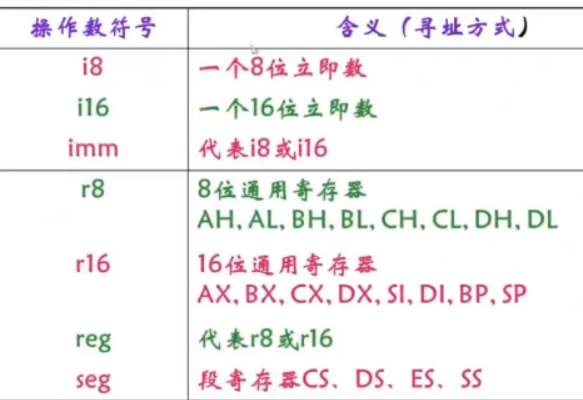 操作数符号 含义（寻址方式）
i8 一个8位立即数
i16 一个16位立即数
imm 代表i8或i16
r8 8位通用寄存器
AH, AL, BH, BL, CH, CL, DH, DL
r16 16位通用寄存器
AX, BX, CX, DX, SI, DI, BP, SP
reg 代表r8或r16
seg 段寄存器CS、DS、ES、SS